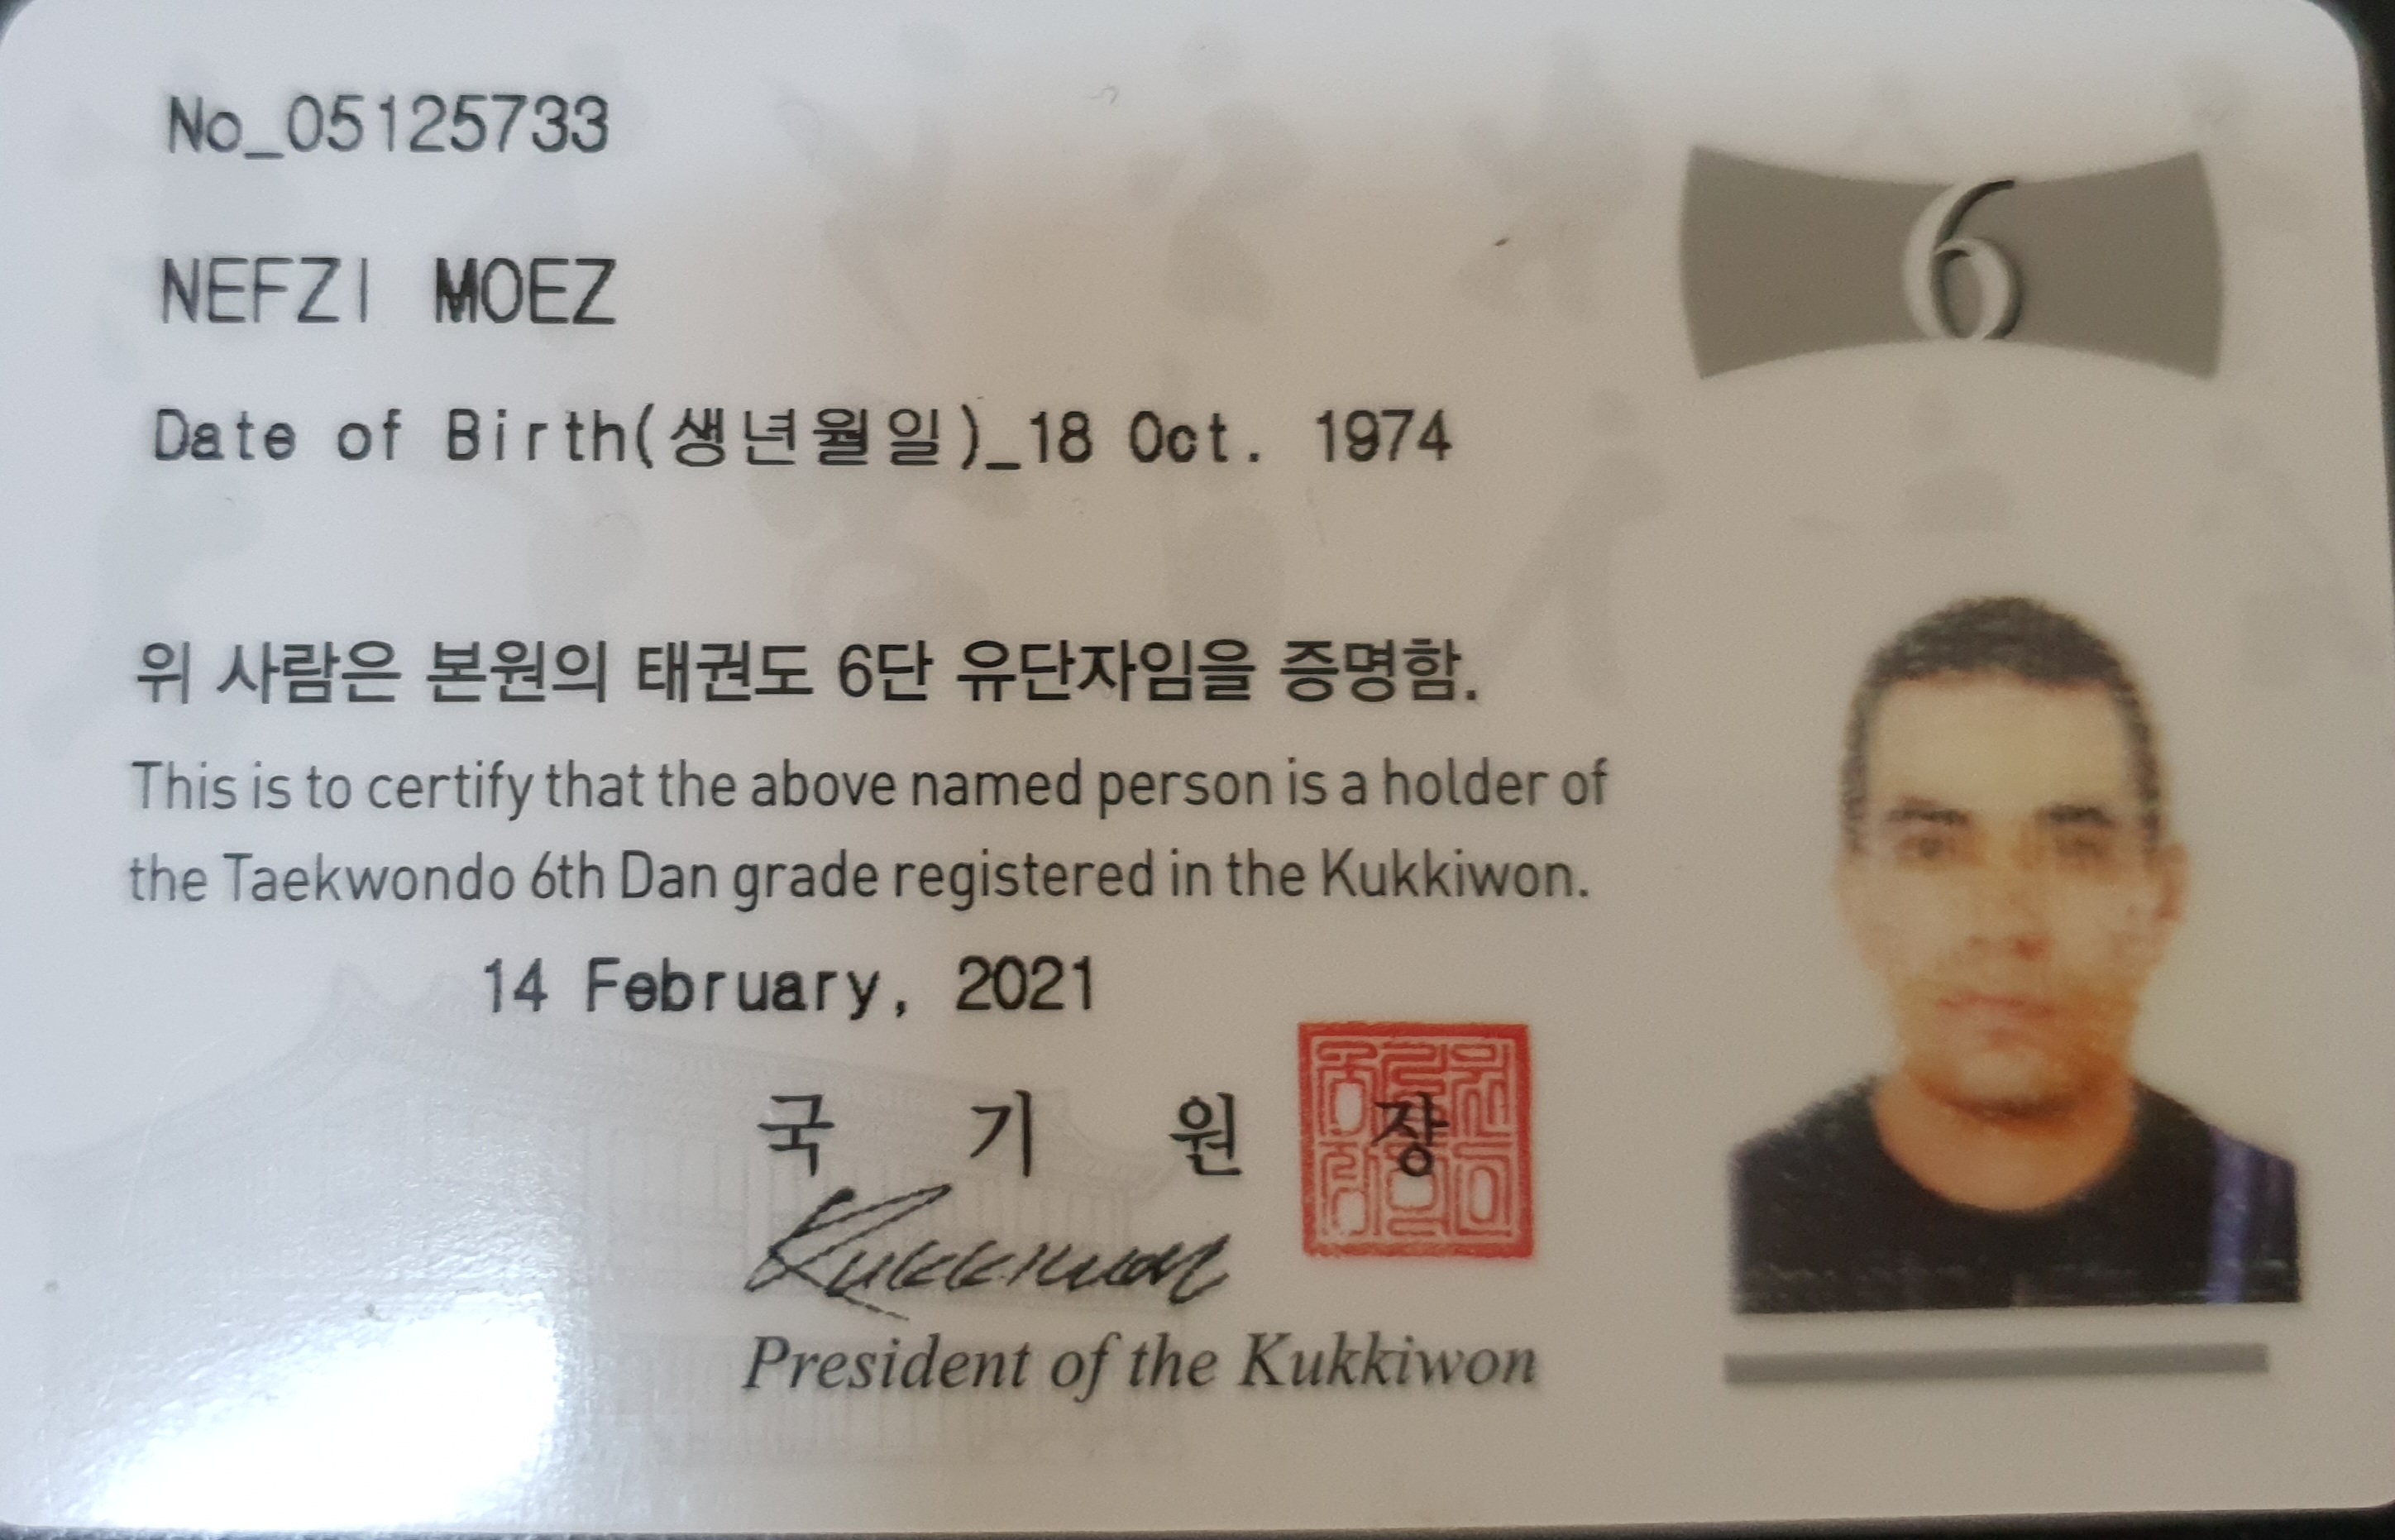 No_05125733
6
NEFZI MOEZ
Date of Birth(생년월일)_18 Oct. 1974
위 사람은 본원의 태권도 6단 유단자임을 증명함.
This is to certify that the above named person is a holder of
the Taekwondo 6th Dan grade registered in the Kukkiwon.
14 February, 2021
국 기 원 장
Kukkiwon
President of the Kukkiwon